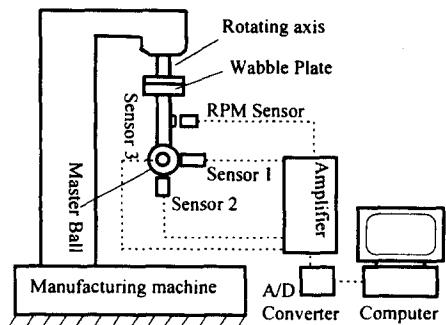 Rotating axis
Wabble Plate
RPM Sensor
Sensor 3
Sensor 1
Sensor 2
Master Ball
Amplifier
Manufacturing machine
A/D
Converter
Computer